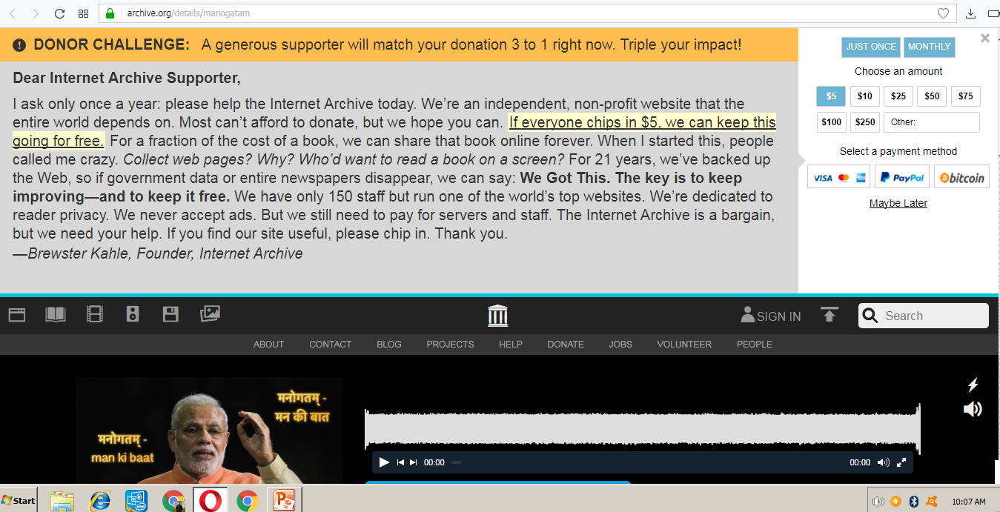 archive.org/details/manogatam
DONOR CHALLENGE: A generous supporter will match your donation 3 to 1 right now. Triple your impact!
Dear Internet Archive Supporter,
I ask only once a year: please help the Internet Archive today. We’re an independent, non-profit website that the
entire world depends on. Most can’t afford to donate, but we hope you can. If everyone chips in $5, we can keep this
going for free. For a fraction of the cost of a book, we can share that book online forever. When I started this, people
called me crazy. Collect web pages? Why? Who’d want to read a book on a screen? For 21 years, we’ve backed up
the Web, so if government data or entire newspapers disappear, we can say: We Got This. The key is to keep
improving—and to keep it free. We have only 150 staff but run one of the world’s top websites. We’re dedicated to
reader privacy. We never accept ads. But we still need to pay for servers and staff. The Internet Archive is a bargain,
but we need your help. If you find our site useful, please chip in. Thank you.
—Brewster Kahle, Founder, Internet Archive
JUST ONCE MONTHLY
Choose an amount
$5 $10 $25 $50 $75
$100 $250 Other:
Select a payment method
VISA PayPal bitcoin
Maybe Later
SIGN IN Search
ABOUT CONTACT BLOG PROJECTS HELP DONATE JOBS VOLUNTEER PEOPLE
मनोगतम् -
मन की बात
मनोगतम् -
man ki baat
00:00 00:00
Start 10:07 AM